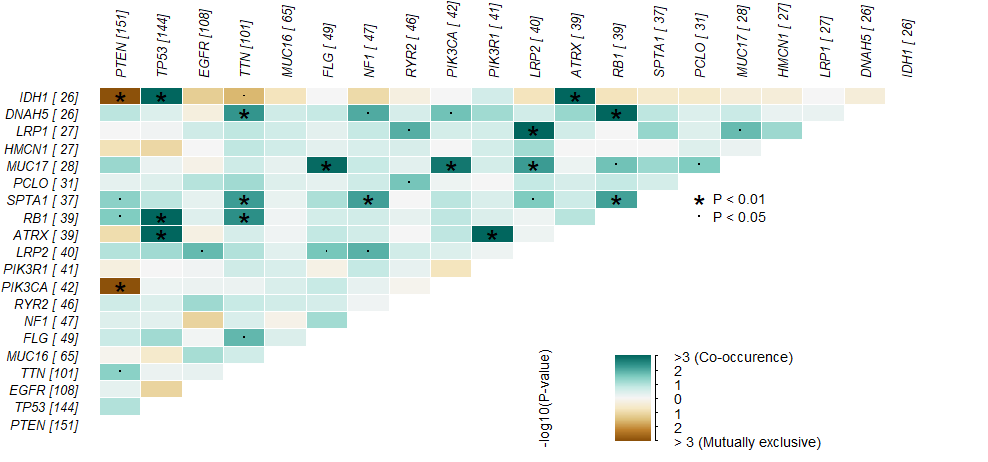 PTEN [151]
TP53 [144]
EGFR [108]
TTN [101]
MUC16 [ 65]
FLG [ 49]
NF1 [ 47]
RYR2 [ 46]
PIK3CA [ 42]
PIK3R1 [ 41]
LRP2 [ 40]
ATRX [ 39]
RB1 [ 39]
SPTA1 [ 37]
PCLO [ 31]
MUC17 [ 28]
HMCN1 [ 27]
LRP1 [ 27]
DNAH5 [ 26]
IDH1 [ 26]
IDH1 [ 26]
DNAH5 [ 26]
LRP1 [ 27]
HMCN1 [ 27]
MUC17 [ 28]
PCLO [ 31]
SPTA1 [ 37]
RB1 [ 39]
ATRX [ 39]
LRP2 [ 40]
PIK3R1 [ 41]
PIK3CA [ 42]
RYR2 [ 46]
NF1 [ 47]
FLG [ 49]
MUC16 [ 65]
TTN [101]
EGFR [108]
TP53 [144]
PTEN [151]
* P < 0.01
· P < 0.05
-log10(P-value)
>3 (Co-occurence)
2
1
0
1
2
> 3 (Mutually exclusive)